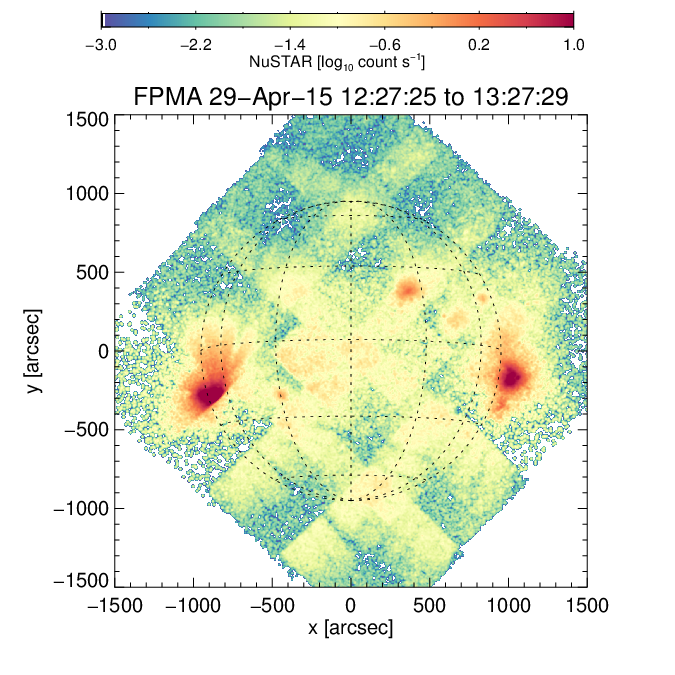 −3.0 −2.2 −1.4 −0.6 0.2 1.0
NuSTAR [log₁₀ count s⁻¹]
FPMA 29−Apr−15 12:27:25 to 13:27:29
1500
1000
500
0
−500
−1000
−1500
y [arcsec]
−1500 −1000 −500 0 500 1000 1500
x [arcsec]